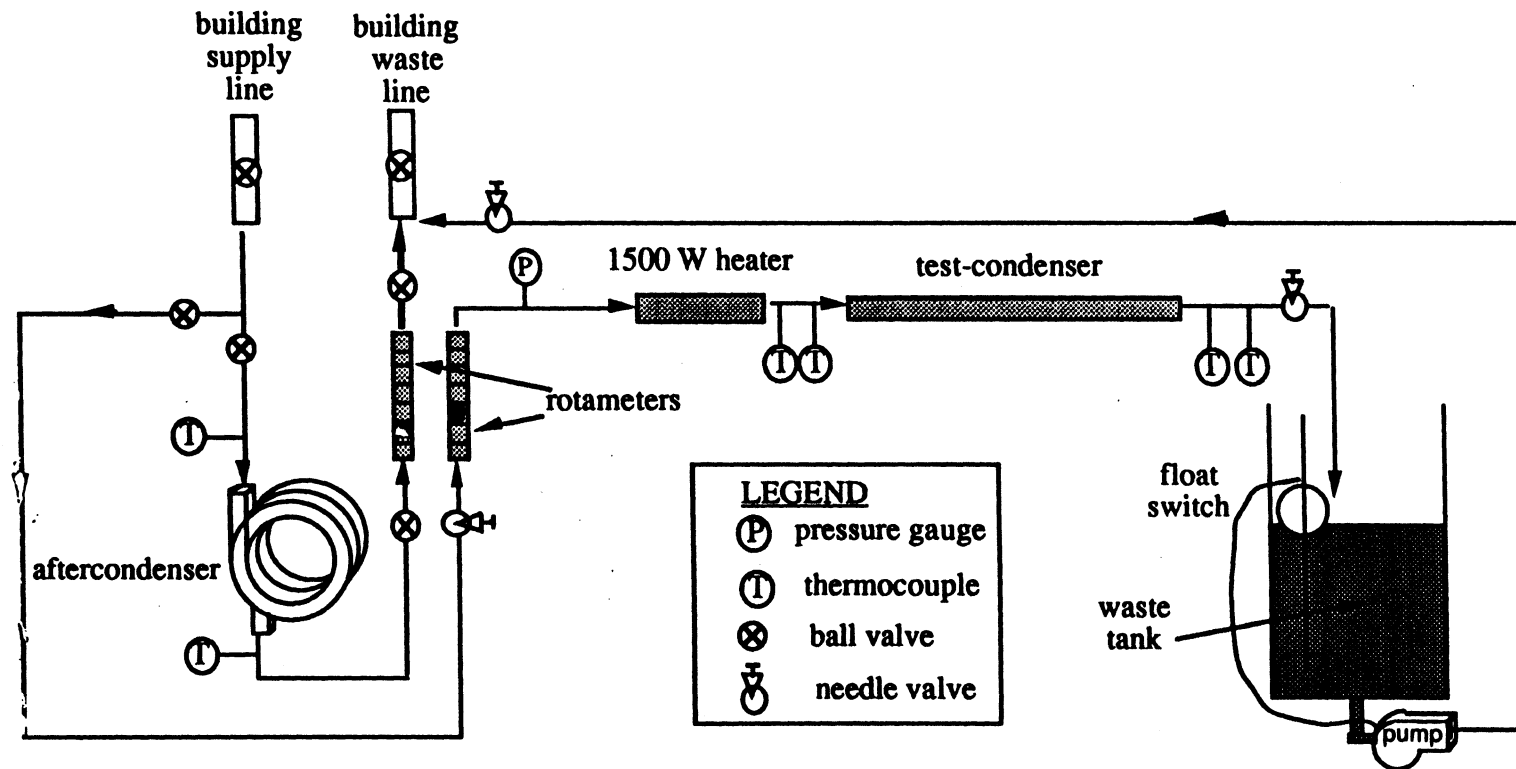 building
supply
line
building
waste
line
P
1500 W heater
test-condenser
T
T
T
T
rotameters
T
aftercondenser
T
LEGEND
P pressure gauge
T thermocouple
ball valve
needle valve
float
switch
waste
tank
pump